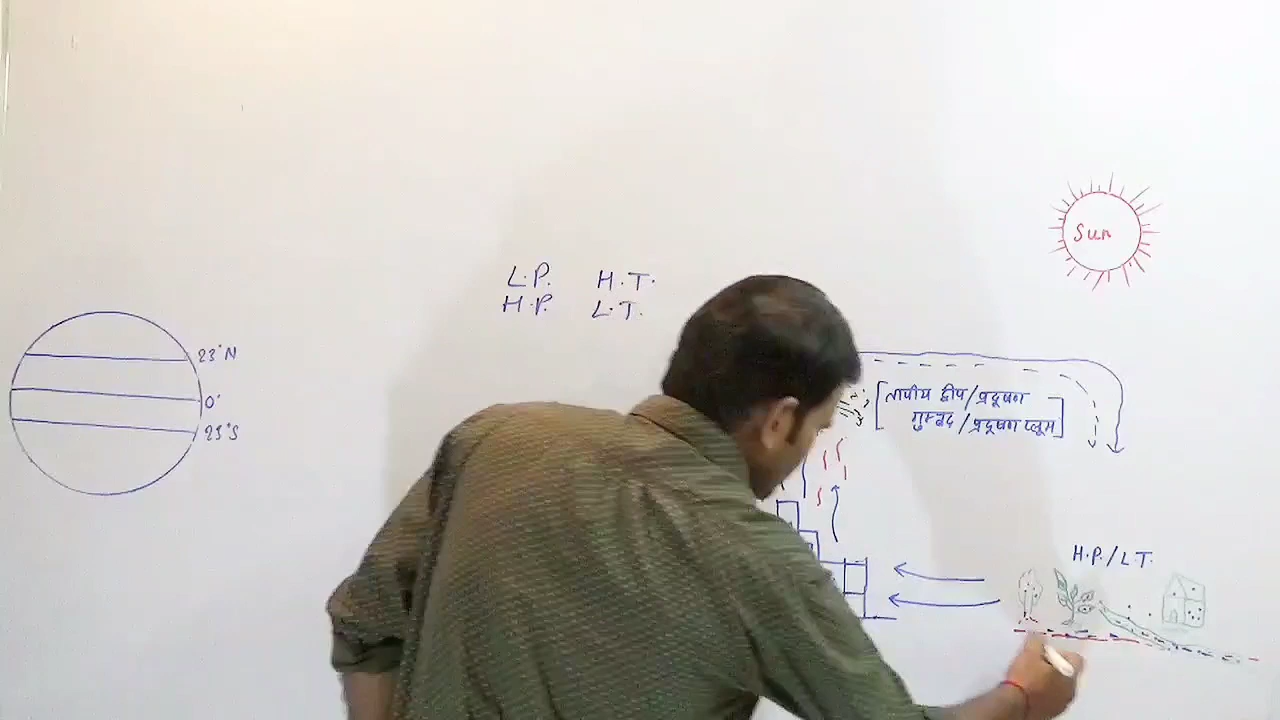 Sun
L.P. H.T.
H.P. L.T.
23°N
0°
23°S
[तापीय द्वीप/प्रदूषण
गुम्बद/प्रदूषण प्लूम]
H.P./L.T.